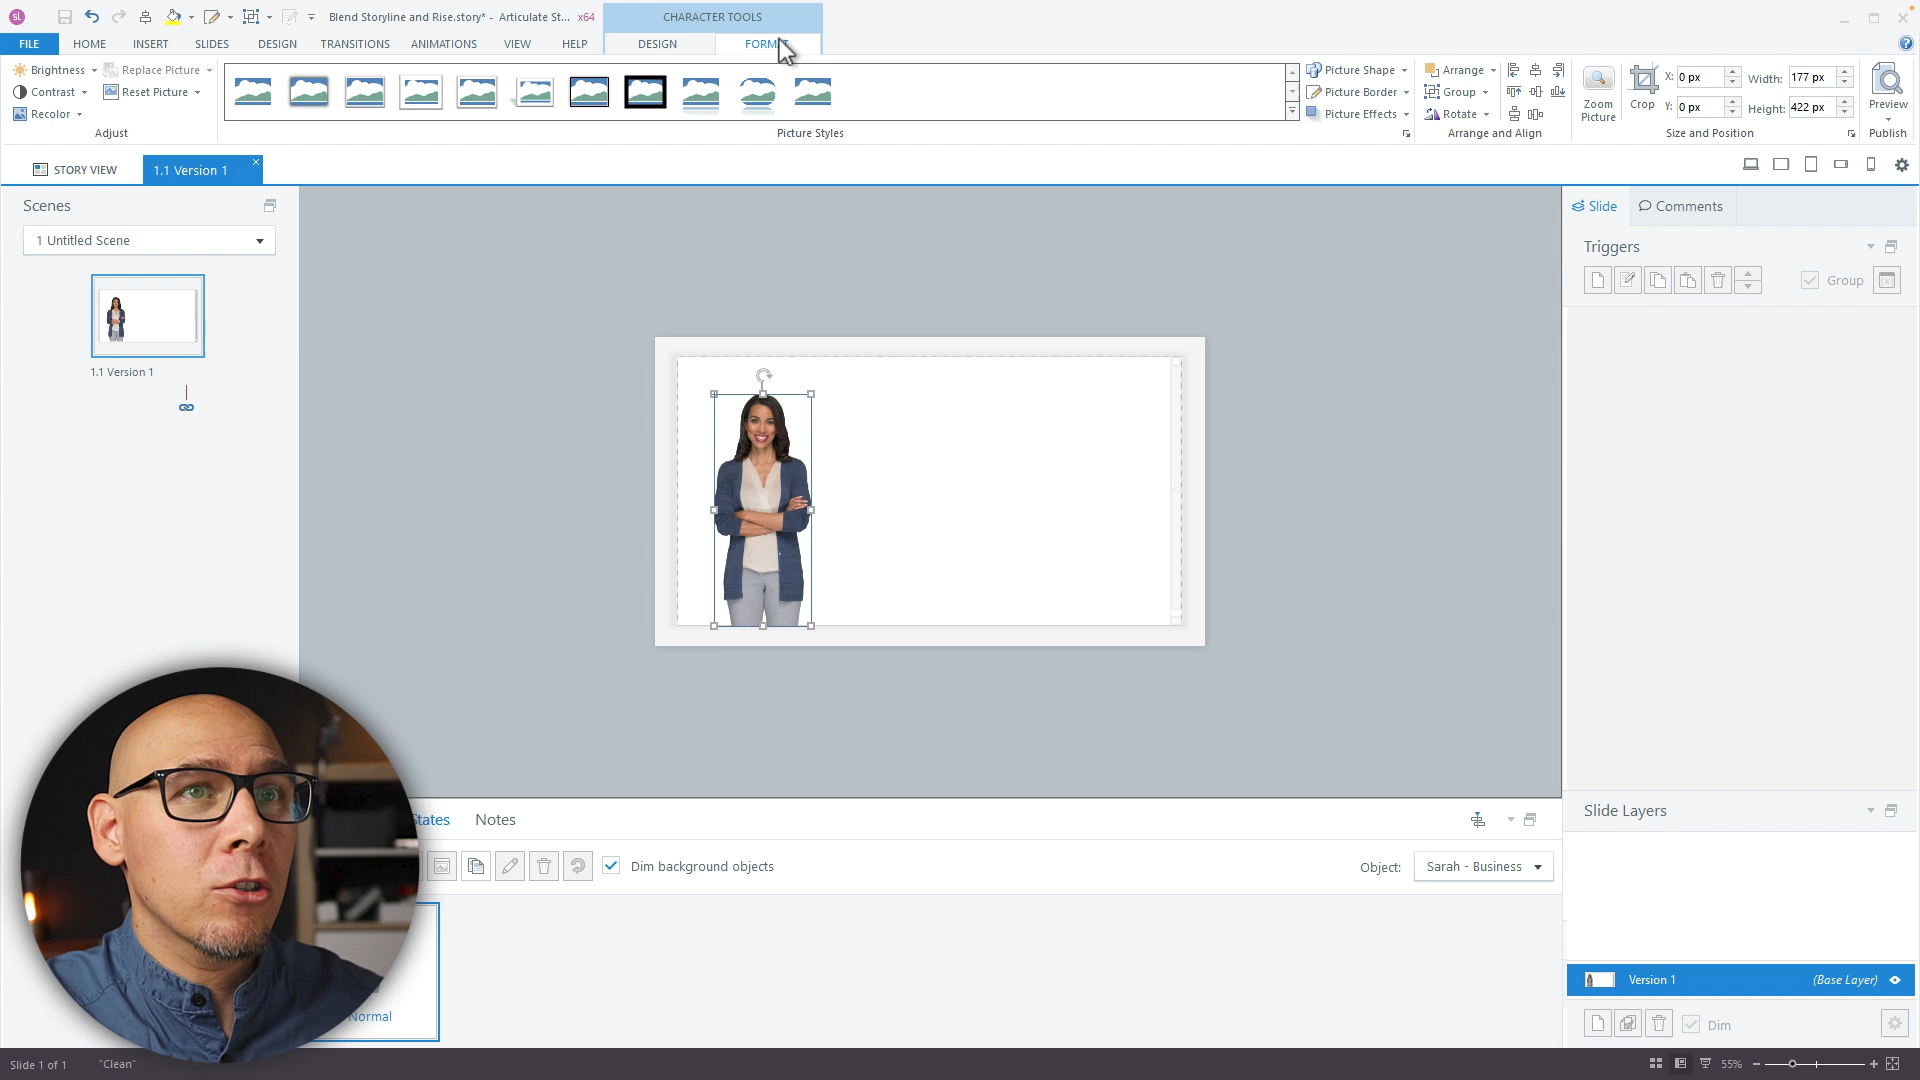 sl
Blend Storyline and Rise.story* - Articulate St... x64
CHARACTER TOOLS
FILE HOME INSERT SLIDES DESIGN TRANSITIONS ANIMATIONS VIEW HELP DESIGN FORMAT
Brightness Replace Picture
Contrast Reset Picture
Recolor
Adjust
Picture Styles
Picture Shape
Picture Border
Picture Effects
Arrange
Group
Rotate
Arrange and Align
Zoom Picture
Crop
X: 0 px Width: 177 px
Y: 0 px Height: 422 px
Size and Position
Preview
Publish
STORY VIEW 1.1 Version 1
Scenes
1 Untitled Scene
1.1 Version 1
Slide Comments
Triggers
Group
States Notes
Dim background objects
Object: Sarah - Business
Normal
Slide Layers
Version 1 (Base Layer)
Dim
Slide 1 of 1 "Clean" 55%